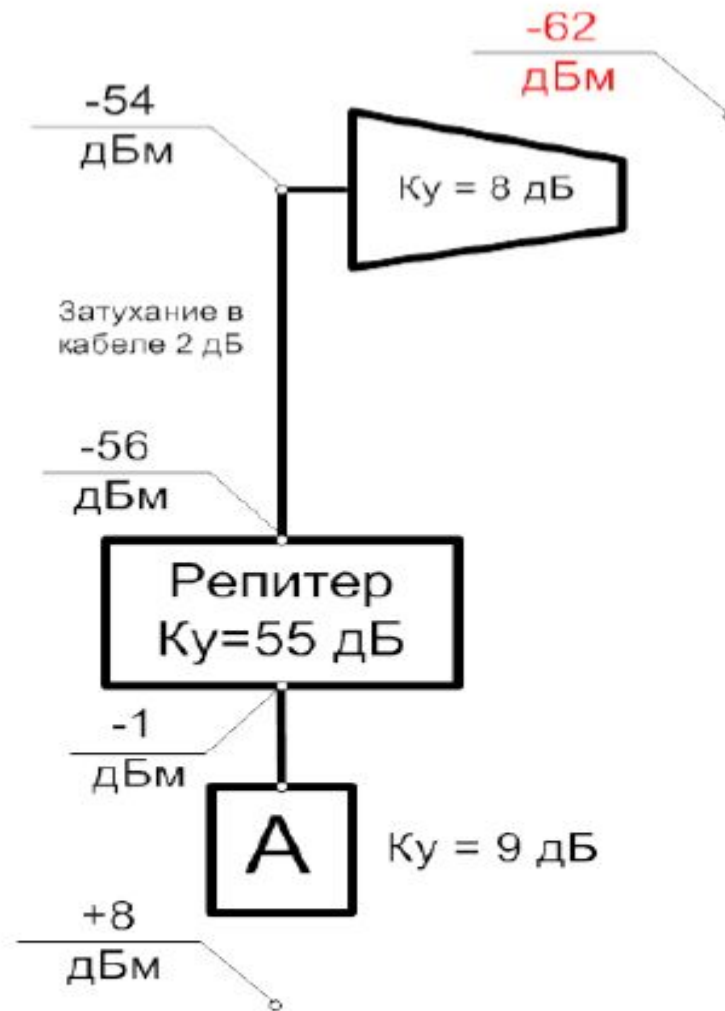 -62
дБм
-54
дБм
Ку = 8 дБ
Затухание в
кабеле 2 дБ
-56
дБм
Репитер
Ку=55 дБ
-1
дБм
А
Ку = 9 дБ
+8
дБм